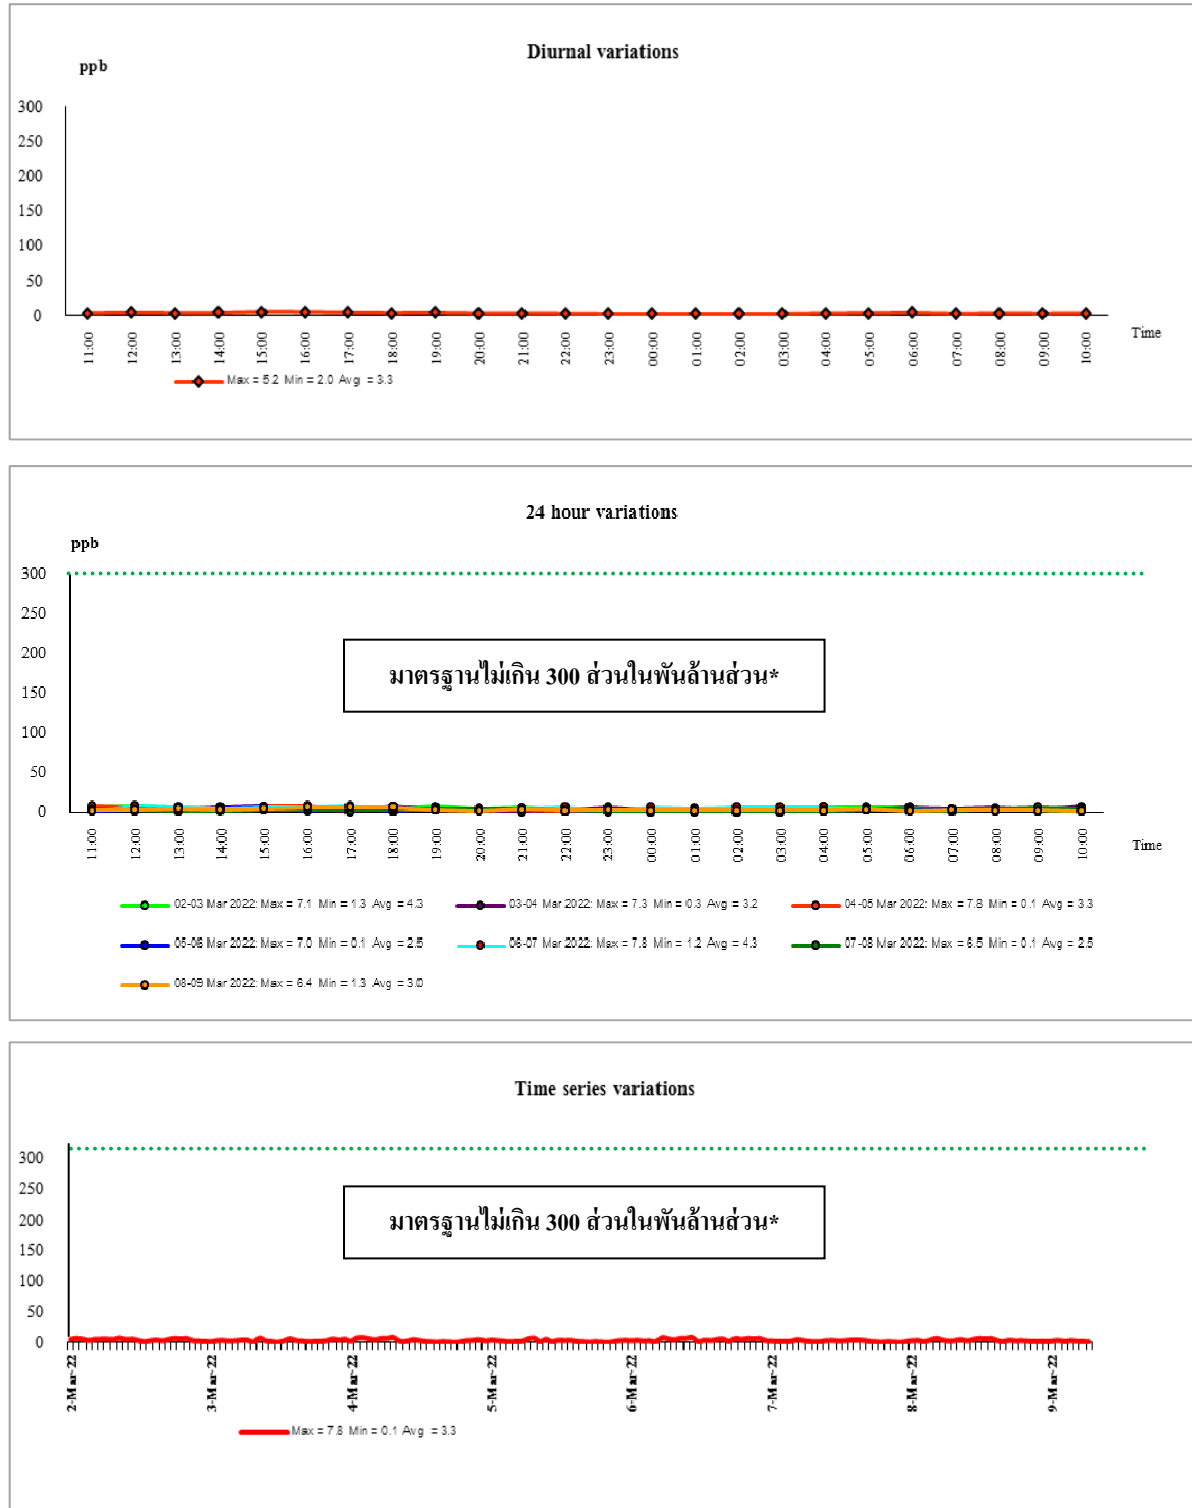 Diurnal variations
ppb
300
250
200
150
100
50
0
11:00 12:00 13:00 14:00 15:00 16:00 17:00 18:00 19:00 20:00 21:00 22:00 23:00 00:00 01:00 02:00 03:00 04:00 05:00 06:00 07:00 08:00 09:00 10:00
Time
Max = 5.2 Min = 2.0 Avg = 3.3
24 hour variations
ppb
300
250
200
150
100
50
0
มาตรฐานไม่เกิน 300 ส่วนในพันล้านส่วน*
11:00 12:00 13:00 14:00 15:00 16:00 17:00 18:00 19:00 20:00 21:00 22:00 23:00 00:00 01:00 02:00 03:00 04:00 05:00 06:00 07:00 08:00 09:00 10:00
Time
02-03 Mar 2022: Max = 7.1 Min = 1.3 Avg = 4.3
03-04 Mar 2022: Max = 7.3 Min = 0.3 Avg = 3.2
04-05 Mar 2022: Max = 7.8 Min = 0.1 Avg = 3.3
05-06 Mar 2022: Max = 7.0 Min = 0.1 Avg = 2.5
06-07 Mar 2022: Max = 7.8 Min = 1.2 Avg = 4.3
07-08 Mar 2022: Max = 6.5 Min = 0.1 Avg = 2.5
08-09 Mar 2022: Max = 6.4 Min = 1.3 Avg = 3.0
Time series variations
300
250
200
150
100
50
0
มาตรฐานไม่เกิน 300 ส่วนในพันล้านส่วน*
2-Mar-22 3-Mar-22 4-Mar-22 5-Mar-22 6-Mar-22 7-Mar-22 8-Mar-22 9-Mar-22
Max = 7.8 Min = 0.1 Avg = 3.3